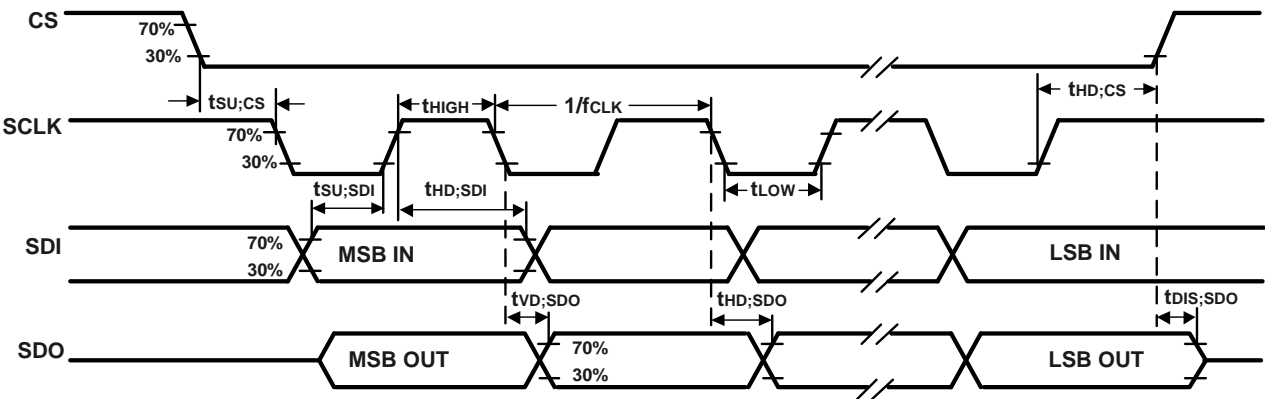 CS
70%
30%
tSU;CS
tHIGH
1/fCLK
tHD;CS
SCLK
70%
30%
tSU;SDI
tHD;SDI
tLOW
SDI
70%
30%
MSB IN
LSB IN
tVD;SDO
tHD;SDO
tDIS;SDO
SDO
MSB OUT
70%
30%
LSB OUT